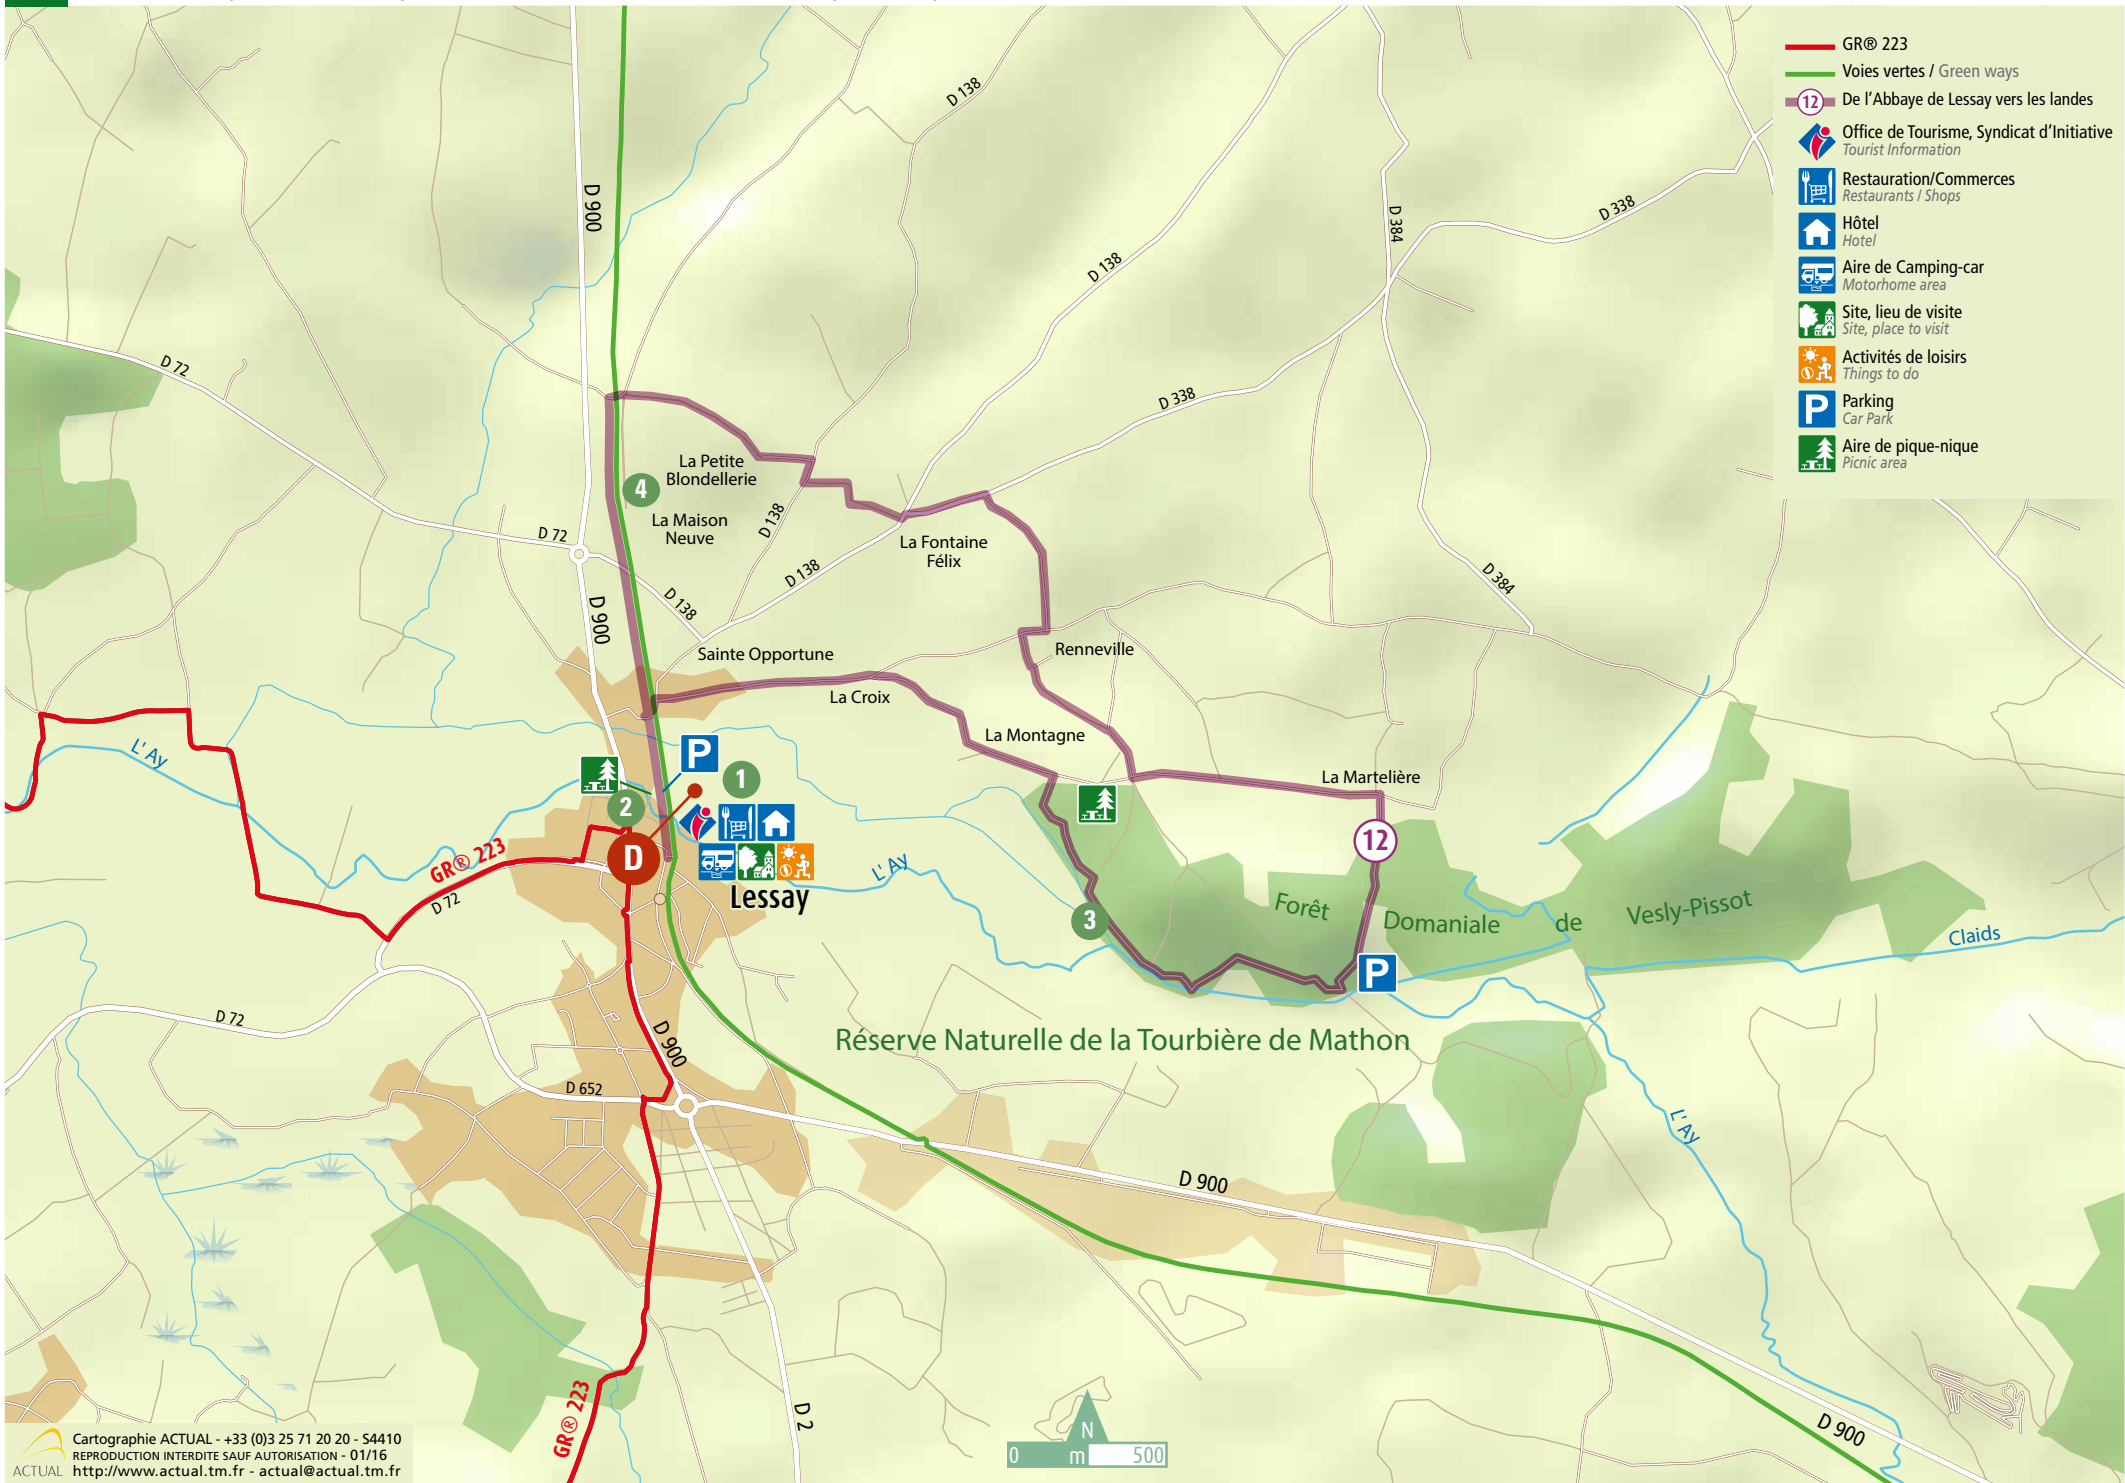 GR® 223
Voies vertes / Green ways
12 De l'Abbaye de Lessay vers les landes
Office de Tourisme, Syndicat d'Initiative
Tourist Information
Restauration/Commerces
Restaurants / Shops
Hôtel
Hotel
Aire de Camping-car
Motorhome area
Site, lieu de visite
Site, place to visit
Activités de loisirs
Things to do
P Parking
Car Park
Aire de pique-nique
Picnic area
D 138
D 900
D 384
D 338
D 138
D 72
D 338
La Petite
Blondellerie
4
La Maison
Neuve
D 138
D 72
La Fontaine
Félix
D 138
D 138
D 384
D 900
Sainte Opportune
Renneville
La Croix
La Montagne
L' Ay
P
1
La Martelière
2
12
D
GR® 223
L' Ay
D 72
Lessay
3
Forêt Domaniale de Vesly-Pissot
Claids
P
D 72
D 900
Réserve Naturelle de la Tourbière de Mathon
D 652
L' Ay
D 900
GR® 223
D 2
D 900
N
0 m 500
ACTUAL
Cartographie ACTUAL - +33 (0)3 25 71 20 20 - S4410
REPRODUCTION INTERDITE SAUF AUTORISATION - 01/16
http://www.actual.tm.fr - actual@actual.tm.fr